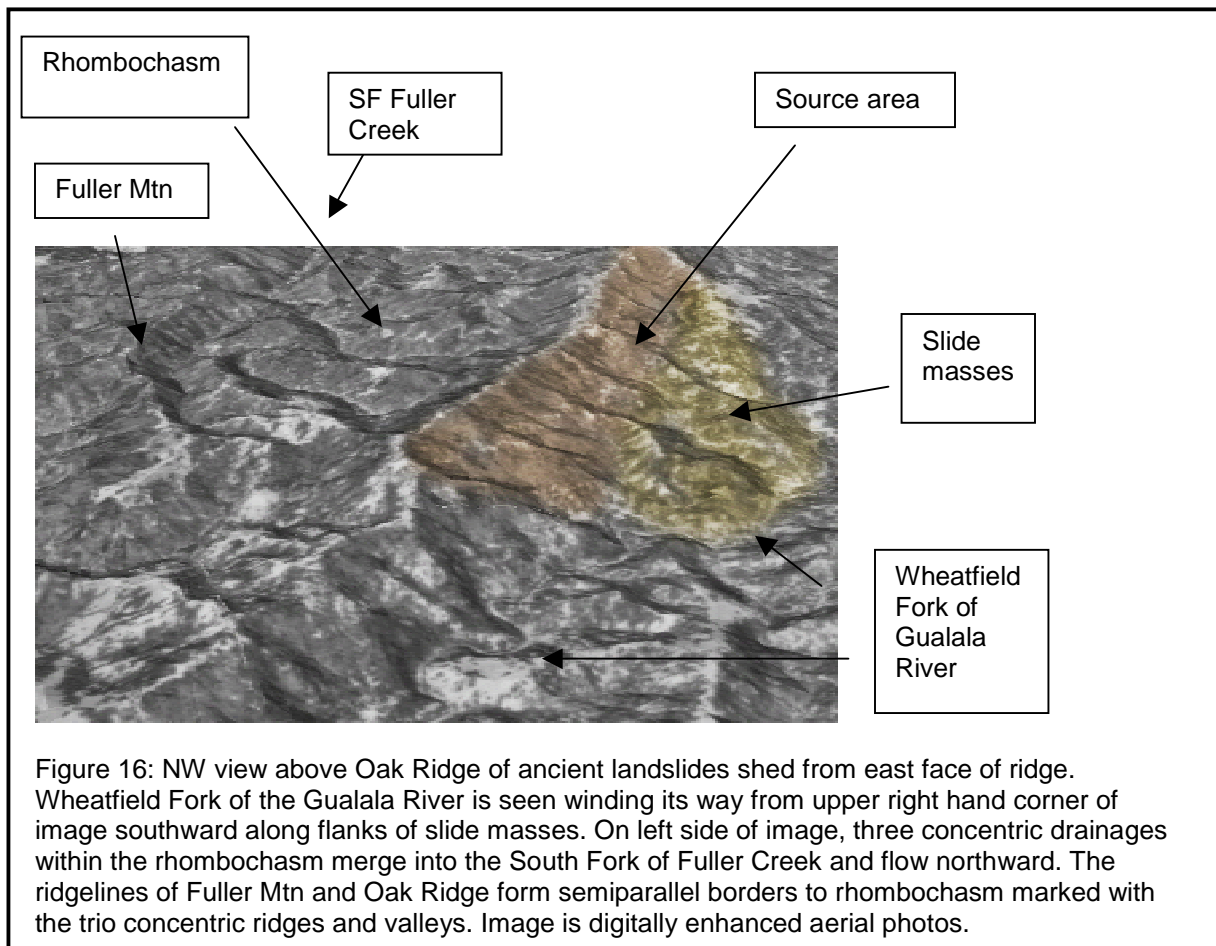 Rhombochasm
SF Fuller
Creek
Source area
Fuller Mtn
Slide
masses
Wheatfield
Fork of
Gualala
River
Figure 16: NW view above Oak Ridge of ancient landslides shed from east face of ridge.
Wheatfield Fork of the Gualala River is seen winding its way from upper right hand corner of
image southward along flanks of slide masses. On left side of image, three concentric drainages
within the rhombochasm merge into the South Fork of Fuller Creek and flow northward. The
ridgelines of Fuller Mtn and Oak Ridge form semiparallel borders to rhombochasm marked with
the trio concentric ridges and valleys. Image is digitally enhanced aerial photos.